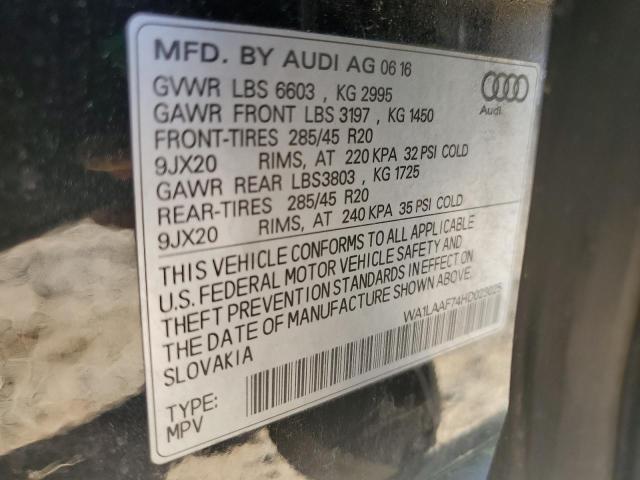 MFD. BY AUDI AG 06 16
GVWR LBS 6603 , KG 2995
GAWR FRONT LBS 3197 , KG 1450
FRONT-TIRES 285/45 R20
9JX20 RIMS, AT 220 KPA 32 PSI COLD
GAWR REAR LBS3803 , KG 1725
REAR-TIRES 285/45 R20
9JX20 RIMS, AT 240 KPA 35 PSI COLD
THIS VEHICLE CONFORMS TO ALL APPLICABLE
U.S. FEDERAL MOTOR VEHICLE SAFETY AND
THEFT PREVENTION STANDARDS IN EFFECT ON
THE DATE OF MANUFACTURE SHOWN ABOVE.
SLOVAKIA
WA1LAAF74HD023025
TYPE:
MPV
Audi